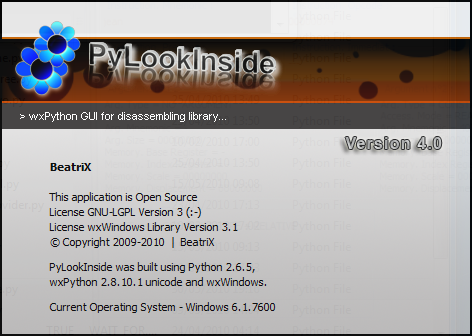 PyLookInside
> wxPython GUI for disassembling library...
Version 4.0
BeatriX
This application is Open Source
License GNU-LGPL Version 3 (:-)
License wxWindows Library Version 3.1
© Copyright 2009-2010 | BeatriX
PyLookInside was built using Python 2.6.5,
wxPython 2.8.10.1 unicode and wxWindows.
Current Operating System - Windows 6.1.7600